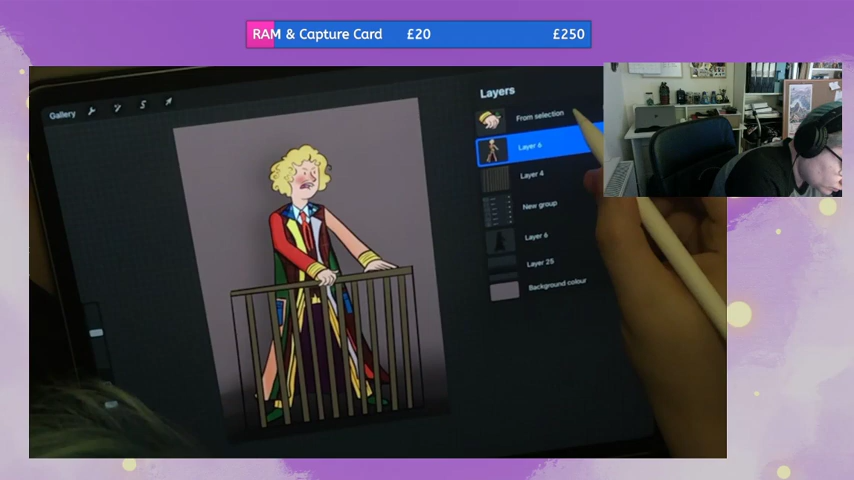 RAM & Capture Card £20 £250
Gallery
Layers
From selection
Layer 6
Layer 4
New group
Layer 6
Layer 25
Background colour